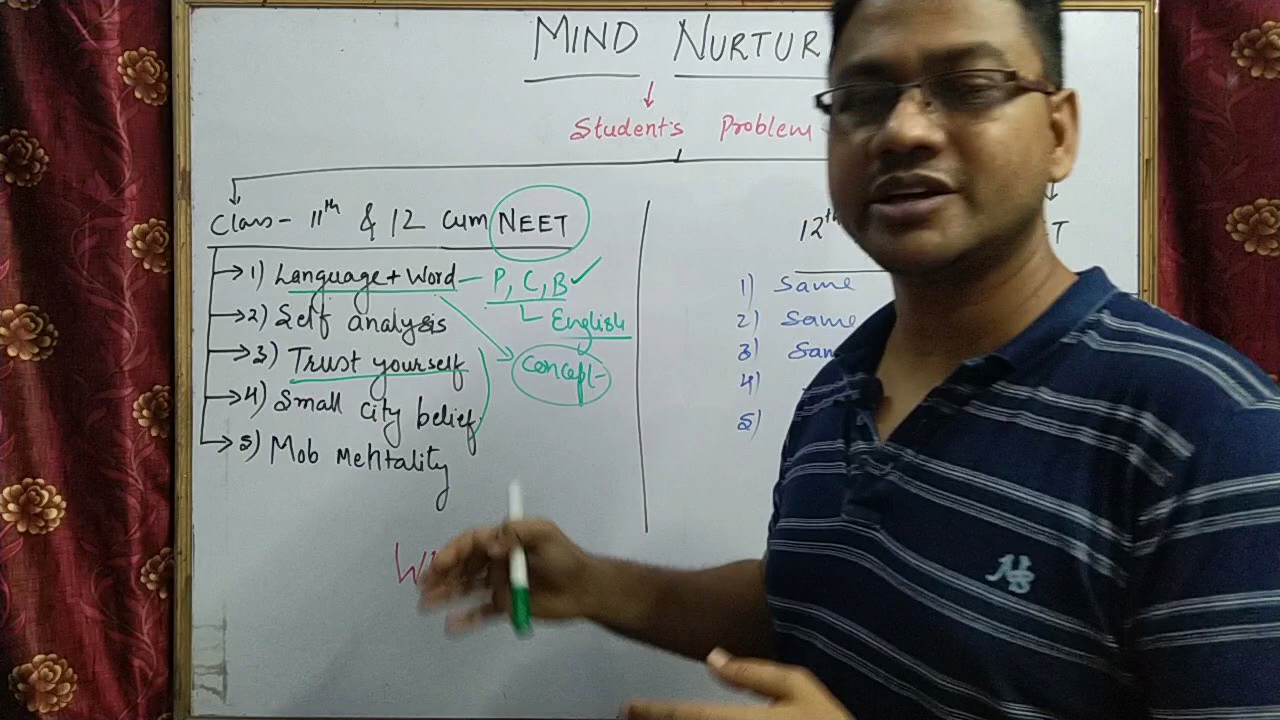 MIND NURTUR
Student's Problem
Class- 11th & 12 cum NEET
1) Language + Word - P, C, B ✓
English
2) Self analysis
3) Trust yourself
Concept-
4) Small city belief
5) Mob Mentality
12th
T
1) Same
2) Same
3) Sam
4)
5)